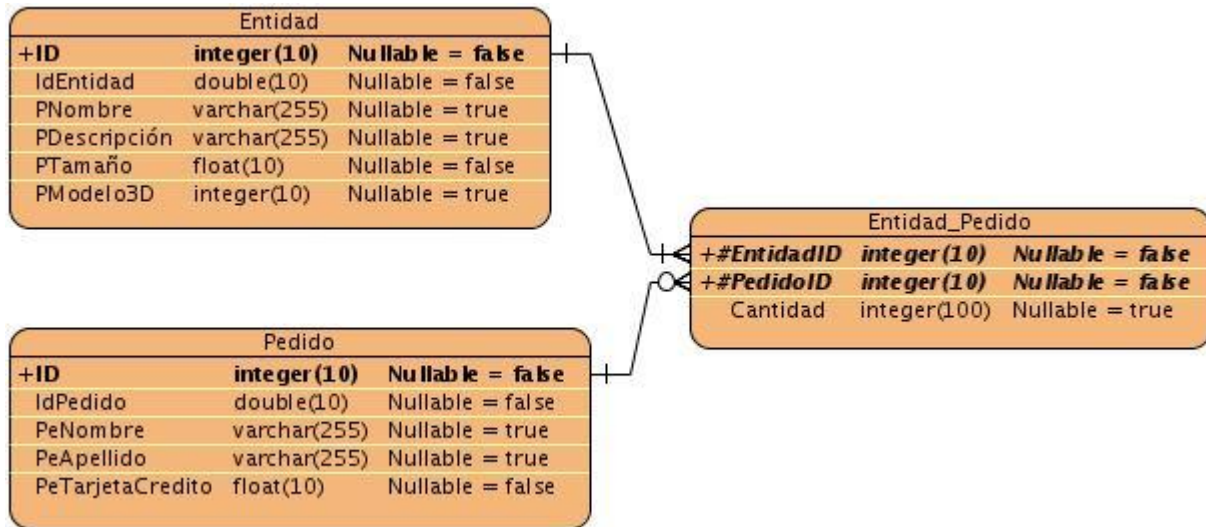 Entidad
+ID integer(10) Nullable = false
IdEntidad double(10) Nullable = false
PNombre varchar(255) Nullable = true
PDescripción varchar(255) Nullable = true
PTamaño float(10) Nullable = false
PModelo3D integer(10) Nullable = true
Entidad_Pedido
+#EntidadID integer(10) Nullable = false
+#PedidoID integer(10) Nullable = false
Cantidad integer(100) Nullable = true
Pedido
+ID integer(10) Nullable = false
IdPedido double(10) Nullable = false
PeNombre varchar(255) Nullable = true
PeApellido varchar(255) Nullable = true
PeTarjetaCredito float(10) Nullable = false